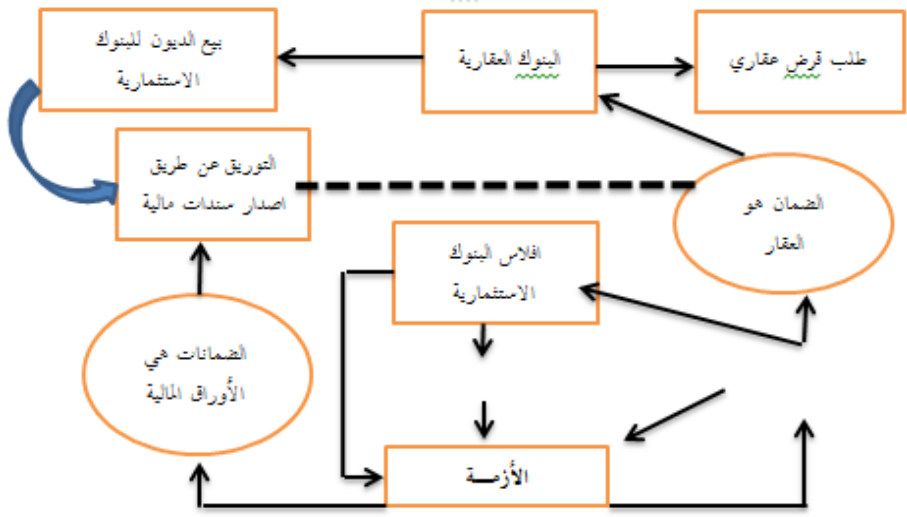 طلب قرض عقاري
البنوك العقارية
بيع الديون للبنوك
الاستثمارية
التوريق عن طريق
اصدار سندات مالية
الضمان هو
العقار
افلاس البنوك
الاستثمارية
الضمانات هي
الأوراق المالية
الأزمـــة